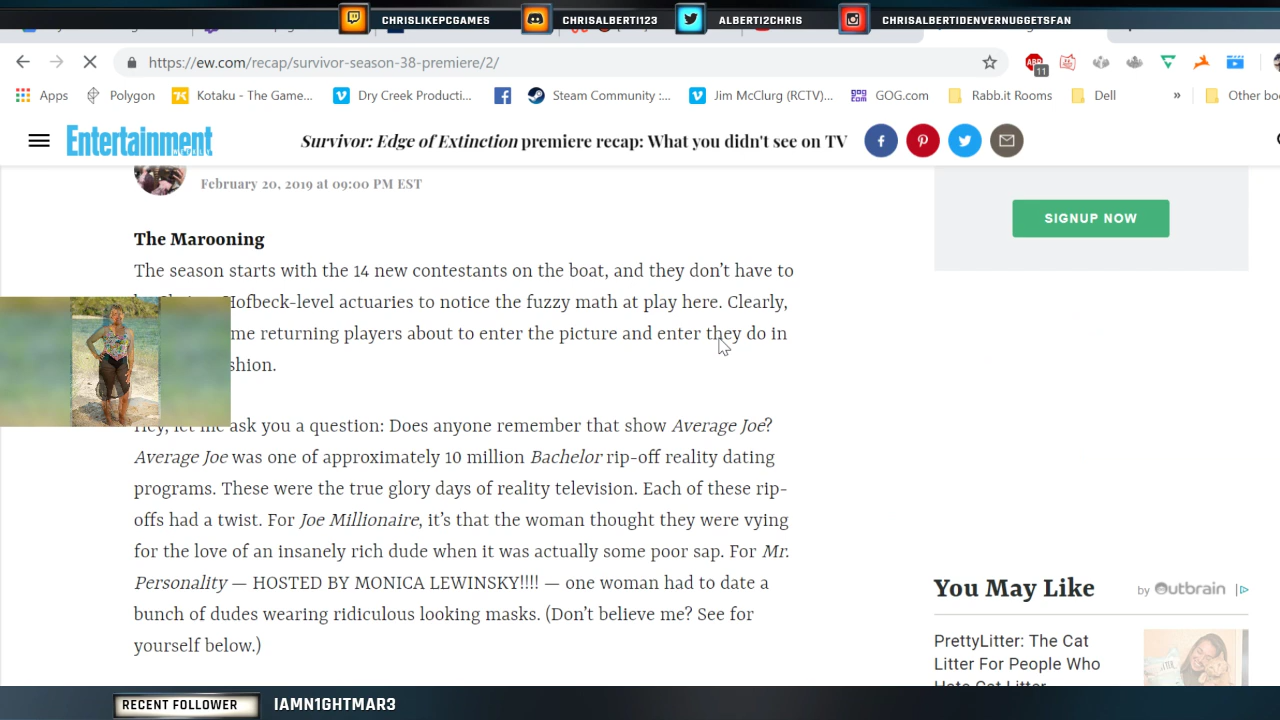 CHRISLIKEPCGAMES
CHRISALBERTI123
ALBERTI2CHRIS
CHRISALBERTIDENVERNUGGETSFAN
https://ew.com/recap/survivor-season-38-premiere/2/
ABP
11
Apps
Polygon
Kotaku - The Game...
Dry Creek Producti...
Steam Community :...
Jim McClurg (RCTV)...
GOG.com
Rabb.it Rooms
Dell
»
Other boo
Entertainment
WEEKLY
Survivor: Edge of Extinction premiere recap: What you didn't see on TV
February 20, 2019 at 09:00 PM EST
SIGNUP NOW
The Marooning
The season starts with the 14 new contestants on the boat, and they don't have to
Hofbeck-level actuaries to notice the fuzzy math at play here. Clearly,
me returning players about to enter the picture and enter they do in
shion.
Hey, let me ask you a question: Does anyone remember that show Average Joe?
Average Joe was one of approximately 10 million Bachelor rip-off reality dating
programs. These were the true glory days of reality television. Each of these rip-
offs had a twist. For Joe Millionaire, it's that the woman thought they were vying
for the love of an insanely rich dude when it was actually some poor sap. For Mr.
Personality — HOSTED BY MONICA LEWINSKY!!!! — one woman had to date a
bunch of dudes wearing ridiculous looking masks. (Don't believe me? See for
yourself below.)
You May Like
by Outbrain
PrettyLitter: The Cat
Litter For People Who
Hate Cat Litter
RECENT FOLLOWER
IAMN1GHTMAR3